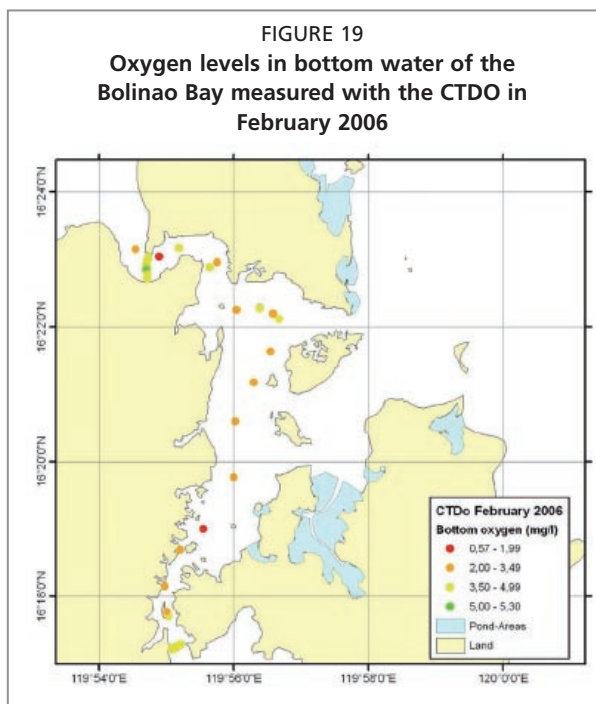 FIGURE 19
Oxygen levels in bottom water of the
Bolinao Bay measured with the CTDO in
February 2006
16°24'0"N
16°22'0"N
16°20'0"N
16°18'0"N
CTDo February 2006
Bottom oxygen (mg/l)
0,57 - 1,99
2,00 - 3,49
3,50 - 4,99
5,00 - 5,30
Pond-Areas
Land
119°54'0"E
119°56'0"E
119°58'0"E
120°0'0"E